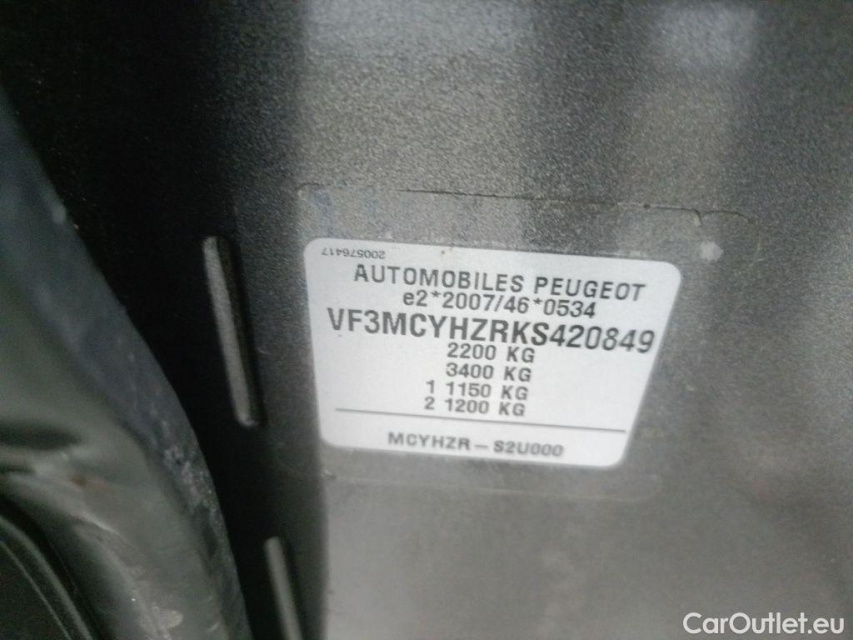 200576417
AUTOMOBILES PEUGEOT
e2*2007/46*0534
VF3MCYHZRKS420849
2200 KG
3400 KG
1 1150 KG
2 1200 KG
MCYHZR - S2U000
CarOutlet.eu